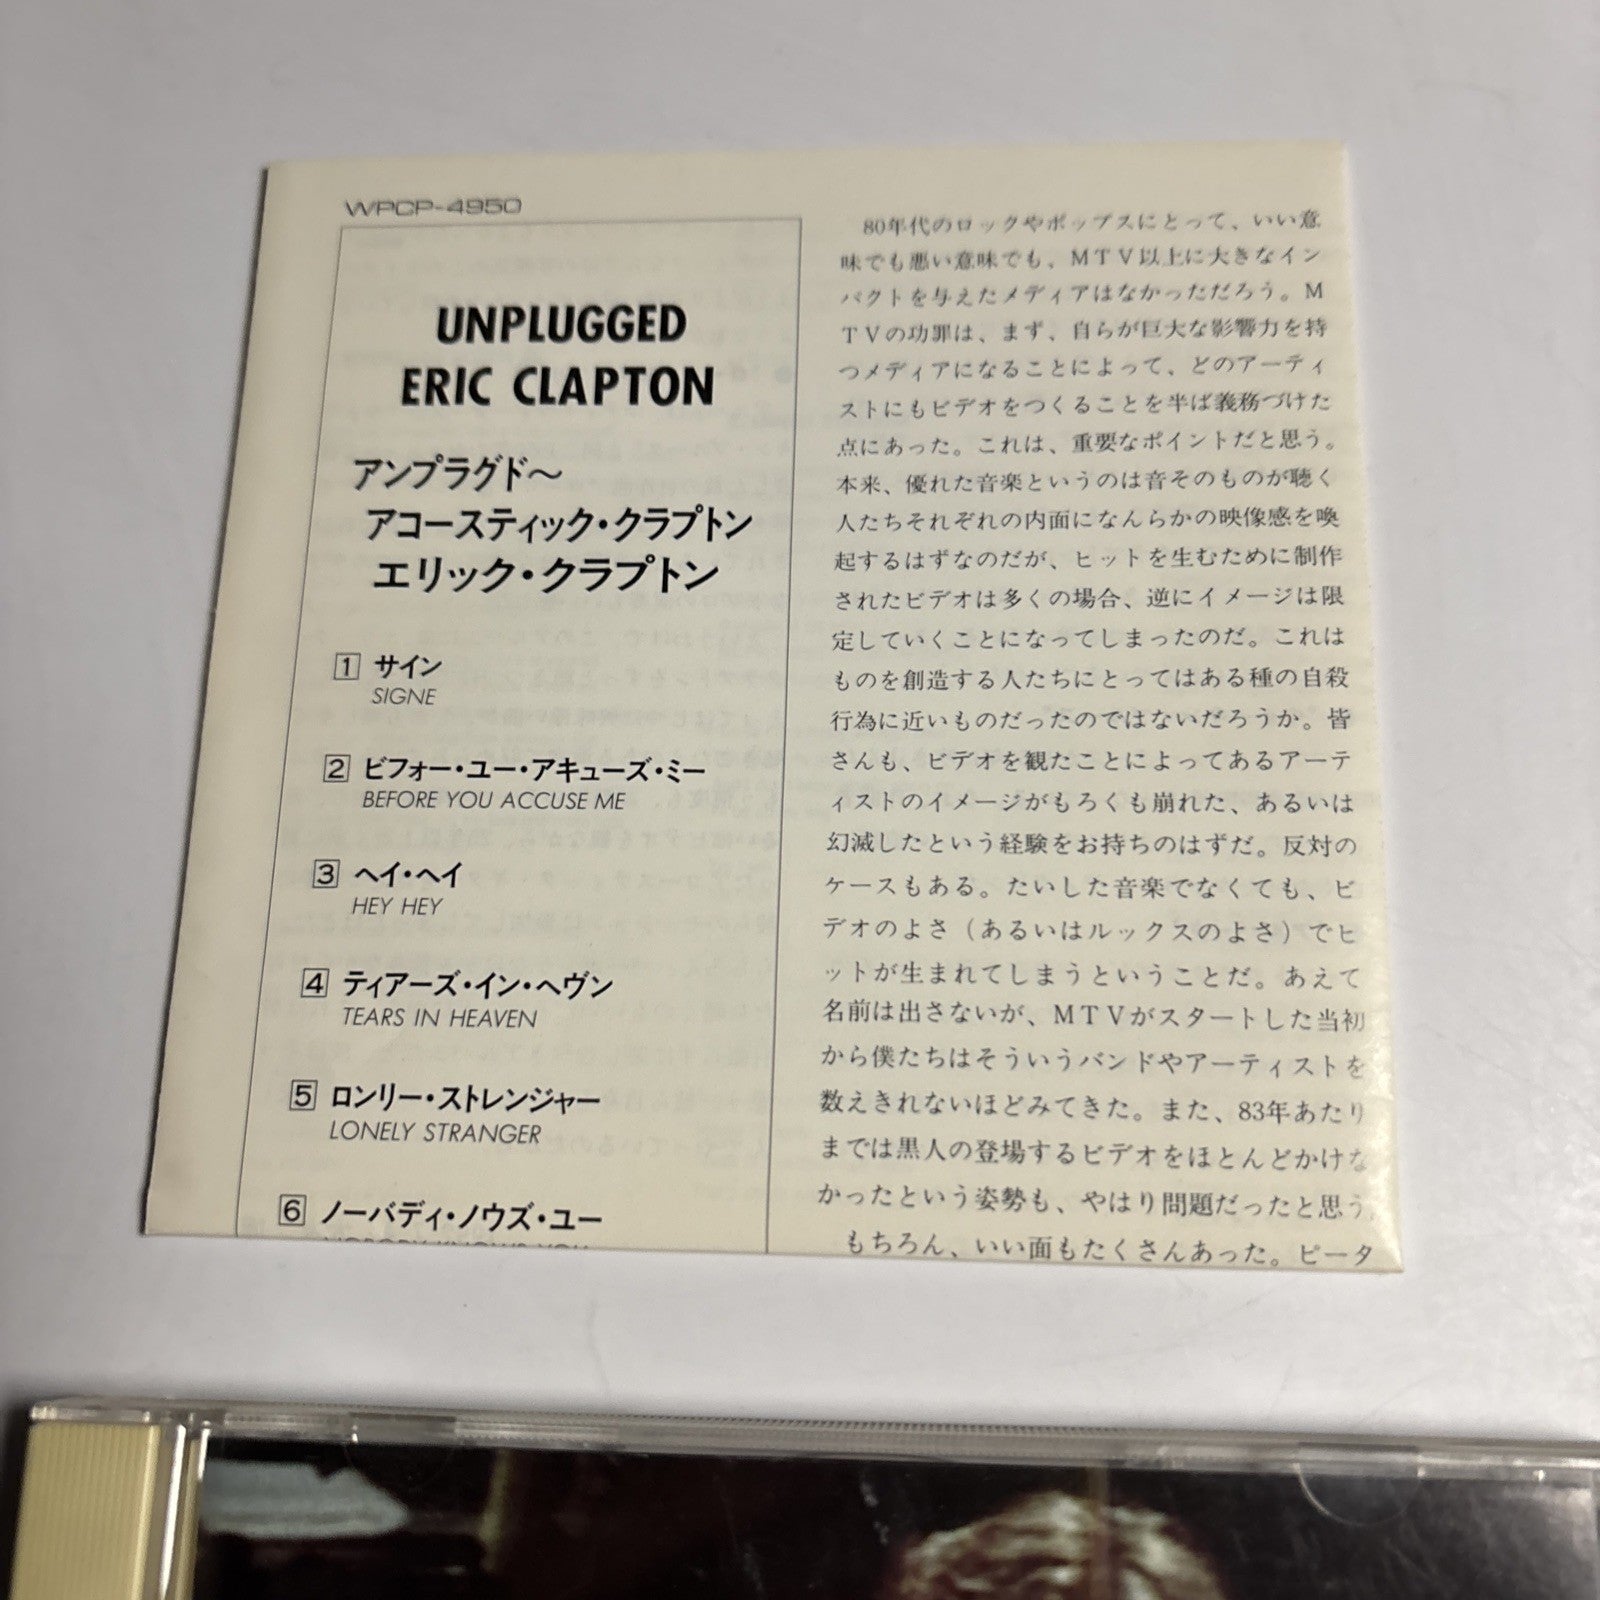 WPCP-4950
UNPLUGGED
ERIC CLAPTON
アンプラグド〜
アコースティック・クラプトン
エリック・クラプトン
1 サイン
SIGNE
2 ビフォー・ユー・アキューズ・ミー
BEFORE YOU ACCUSE ME
3 ヘイ・ヘイ
HEY HEY
4 ティアーズ・イン・ヘヴン
TEARS IN HEAVEN
5 ロンリー・ストレンジャー
LONELY STRANGER
6 ノーバディ・ノウズ・ユー
NOBODY KNOWS YOU
80年代のロックやポップスにとって、いい意
味でも悪い意味でも、MTV以上に大きなイン
パクトを与えたメディアはなかっただろう。M
TVの功罪は、まず、自らが巨大な影響力を持
つメディアになることによって、どのアーティ
ストにもビデオをつくることを半ば義務づけた
点にあった。これは、重要なポイントだと思う。
本来、優れた音楽というのは音そのものが聴く
人たちそれぞれの内面になんらかの映像感を喚
起するはずなのだが、ヒットを生むために制作
されたビデオは多くの場合、逆にイメージは限
定していくことになってしまったのだ。これは
ものを創造する人たちにとってはある種の自殺
行為に近いものだったのではないだろうか。皆
さんも、ビデオを観たことによってあるアーテ
ィストのイメージがもろくも崩れた、あるいは
幻滅したという経験をお持ちのはずだ。反対の
ケースもある。たいした音楽でなくても、ビ
デオのよさ（あるいはルックスのよさ）でヒ
ットが生まれてしまうということだ。あえて
名前は出さないが、MTVがスタートした当初
から僕たちはそういうバンドやアーティストを
数えきれないほどみてきた。また、83年あたり
までは黒人の登場するビデオをほとんどかけな
かったという姿勢も、やはり問題だったと思う。
もちろん、いい面もたくさんあった。ピータ